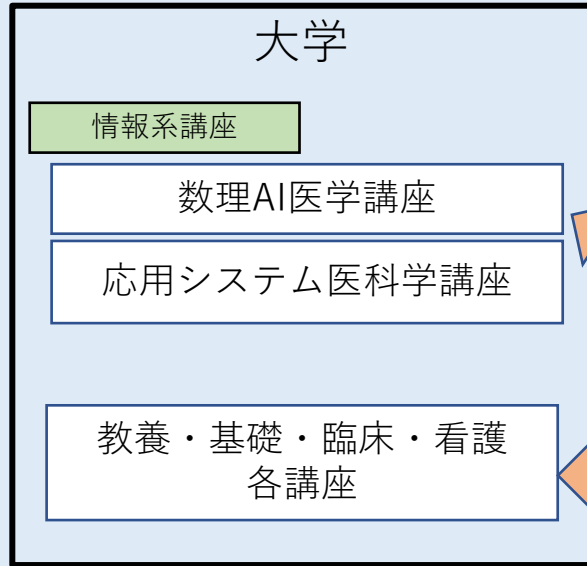 大学
情報系講座
数理AI医学講座
応用システム医科学講座
教養・基礎・臨床・看護
各講座